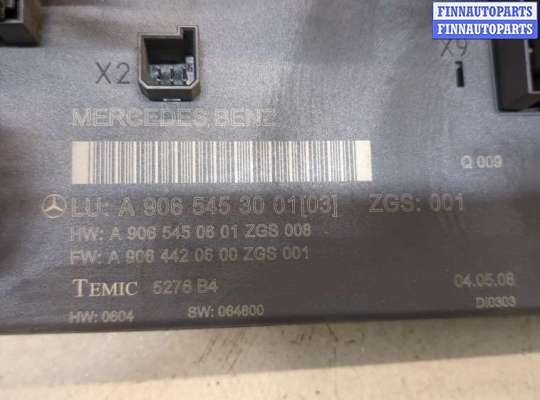 FINNAUTOPARTS
FINNAUTOPARTS
X2
X9
MERCEDES BENZ
Q 009
LU: A 906 545 30 01[03] ZGS: 001
HW: A 906 545 06 01 ZGS 008
FW: A 906 442 06 00 ZGS 001
TEMIC 5276 B4
04.05.06
HW: 0604 SW: 064600
DI0303